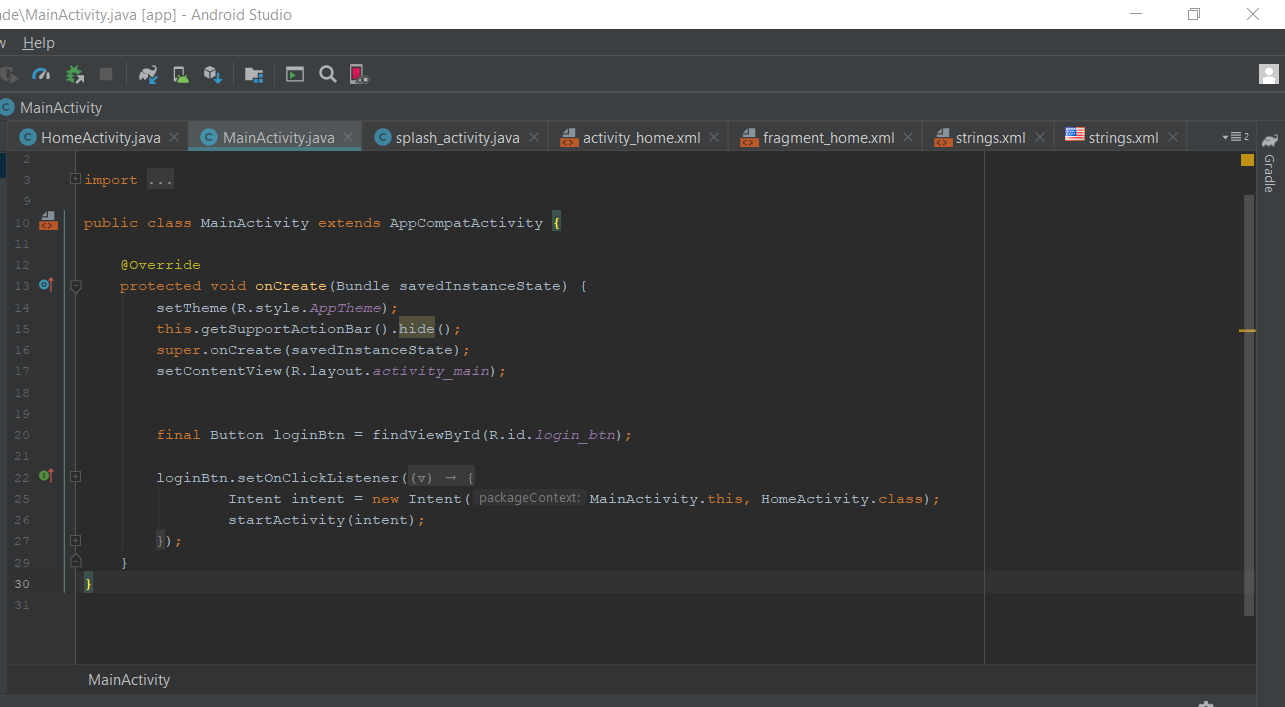 de\MainActivity.java [app] - Android Studio
Help
MainActivity
HomeActivity.java MainActivity.java splash_activity.java activity_home.xml fragment_home.xml strings.xml strings.xml 2
Gradle
2
3 import ...
9
10 public class MainActivity extends AppCompatActivity {
11
12 @Override
13 protected void onCreate(Bundle savedInstanceState) {
14 setTheme(R.style.AppTheme);
15 this.getSupportActionBar().hide();
16 super.onCreate(savedInstanceState);
17 setContentView(R.layout.activity_main);
18
19
20 final Button loginBtn = findViewById(R.id.login_btn);
21
22 loginBtn.setOnClickListener((v) → {
25 Intent intent = new Intent( packageContext: MainActivity.this, HomeActivity.class);
26 startActivity(intent);
27 });
29 }
30 }
31
MainActivity